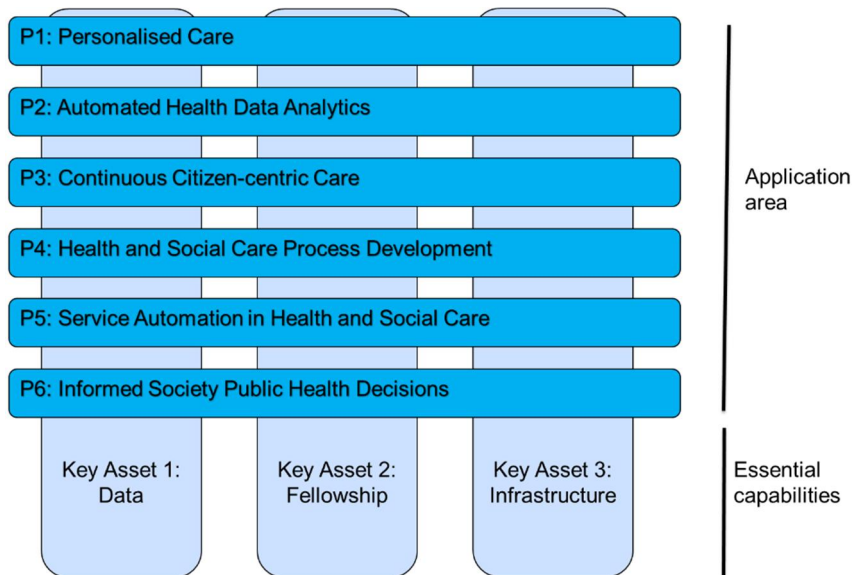 P1: Personalised Care
P2: Automated Health Data Analytics
P3: Continuous Citizen-centric Care
P4: Health and Social Care Process Development
P5: Service Automation in Health and Social Care
P6: Informed Society Public Health Decisions
Application
area
Key Asset 1:
Data
Key Asset 2:
Fellowship
Key Asset 3:
Infrastructure
Essential
capabilities